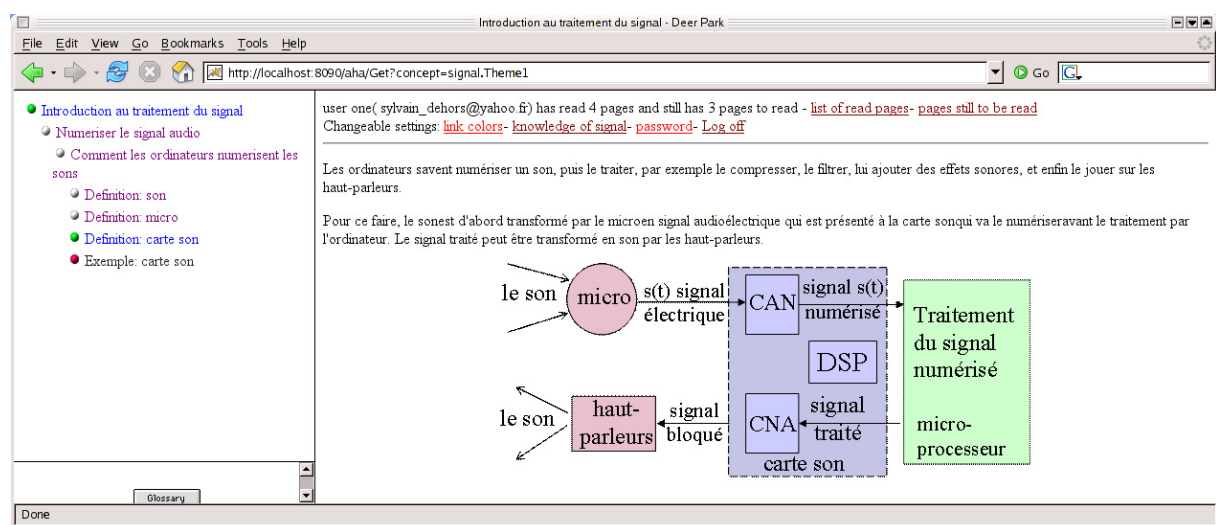 Introduction au traitement du signal - Deer Park
File Edit View Go Bookmarks Tools Help
http://localhost:8090/aha/Get?concept=signal.Theme1
Go
G
Introduction au traitement du signal
Numeriser le signal audio
Comment les ordinateurs numerisent les
sons
Definition: son
Definition: micro
Definition: carte son
Exemple: carte son
Glossary
user one( sylvain_dehors@yahoo.fr) has read 4 pages and still has 3 pages to read - list of read pages- pages still to be read
Changeable settings: link colors- knowledge of signal- password- Log off
Les ordinateurs savent numériser un son, puis le traiter, par exemple le compresser, le filtrer, lui ajouter des effets sonores, et enfin le jouer sur les
haut-parleurs.
Pour ce faire, le sonest d'abord transformé par le microen signal audioélectrique qui est présenté à la carte sonqui va le numériseravant le traitement par
l'ordinateur. Le signal traité peut être transformé en son par les haut-parleurs.
le son
micro
s(t) signal
électrique
CAN
signal s(t)
numérisé
Traitement
du signal
numérisé
DSP
le son
haut-
parleurs
signal
bloqué
CNA
signal
traité
micro-
processeur
carte son
Done